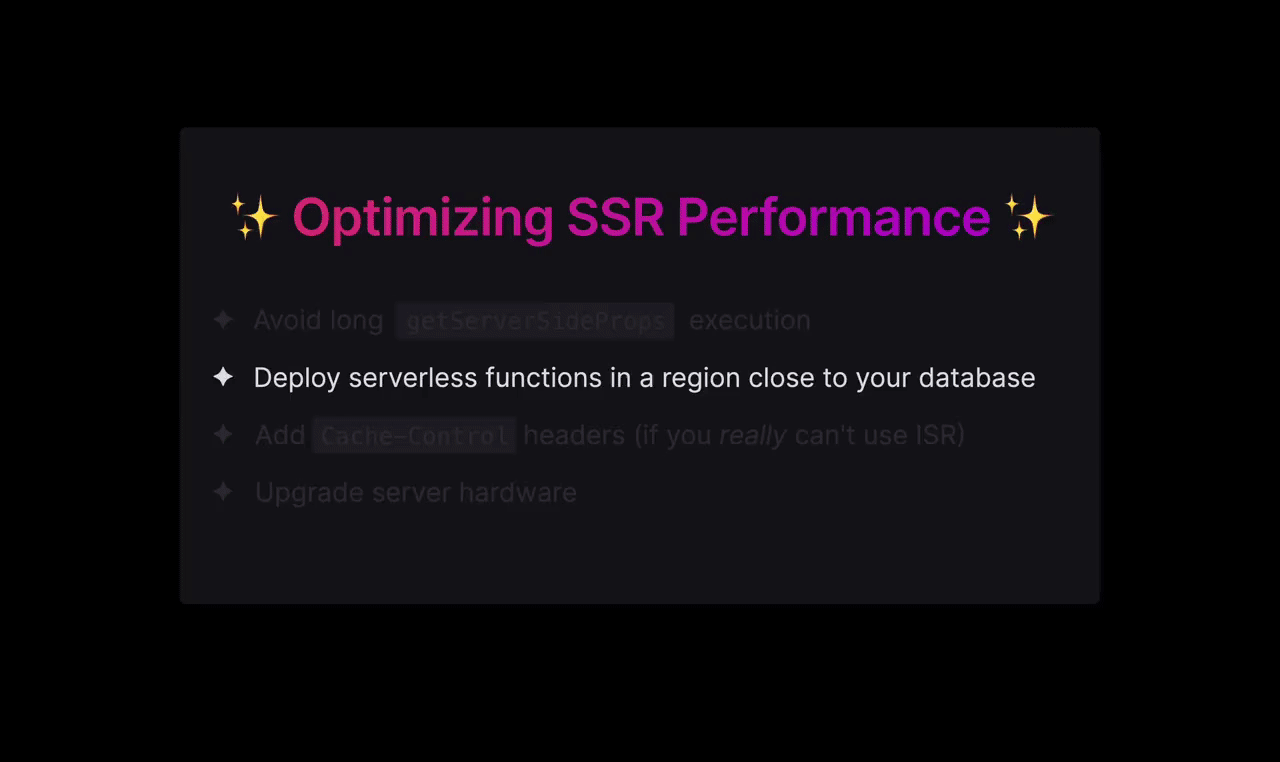 ✨ Optimizing SSR Performance ✨
✦ Avoid long getServerSideProps execution
✦ Deploy serverless functions in a region close to your database
✦ Add Cache-Control headers (if you really can't use ISR)
✦ Upgrade server hardware